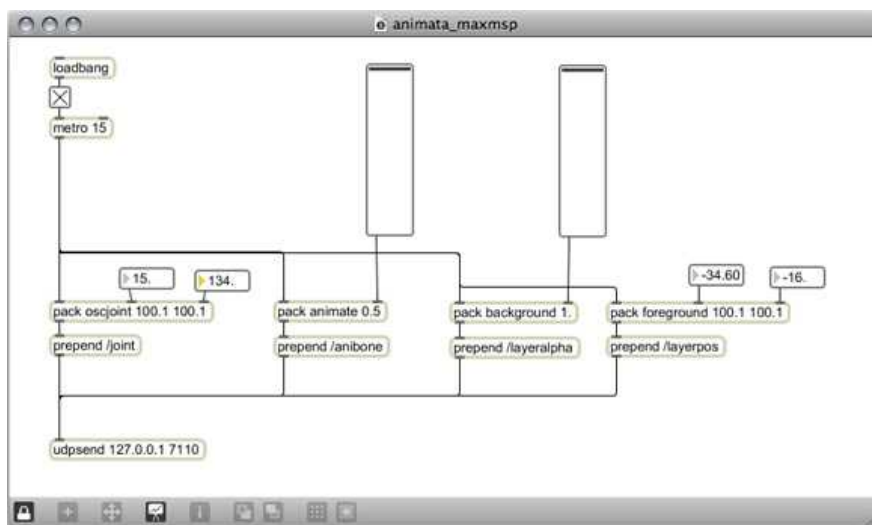 animata_maxmsp
loadbang
metro 15
15.
134.
-34.60
-16.
pack oscjoint 100.1 100.1
pack animate 0.5
pack background 1.
pack foreground 100.1 100.1
prepend /joint
prepend /anibone
prepend /layeralpha
prepend /layerpos
udpsend 127.0.0.1 7110